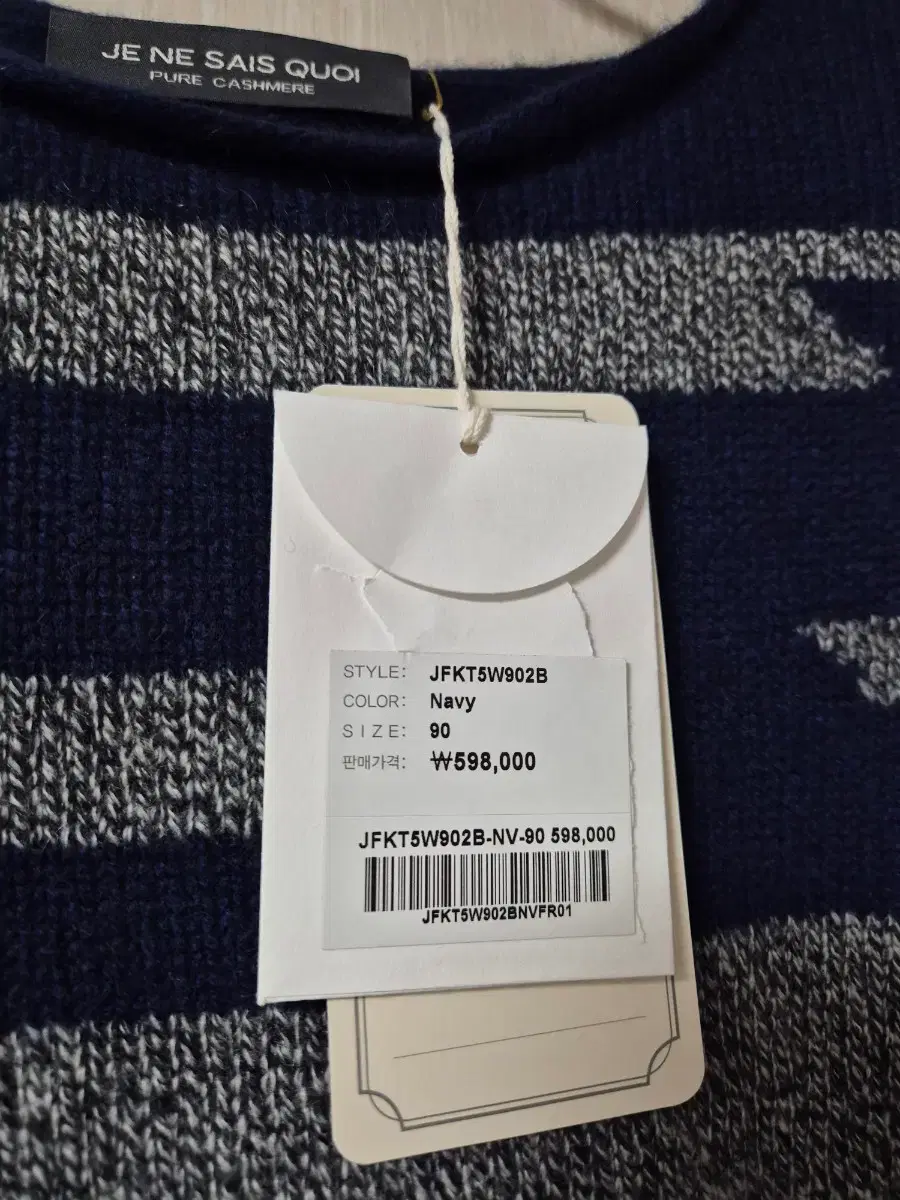 JE NE SAIS QUOI
PURE CASHMERE
STYLE: JFKT5W902B
COLOR: Navy
SIZE: 90
판매가격: ₩598,000
JFKT5W902B-NV-90 598,000
JFKT5W902BNVFR01